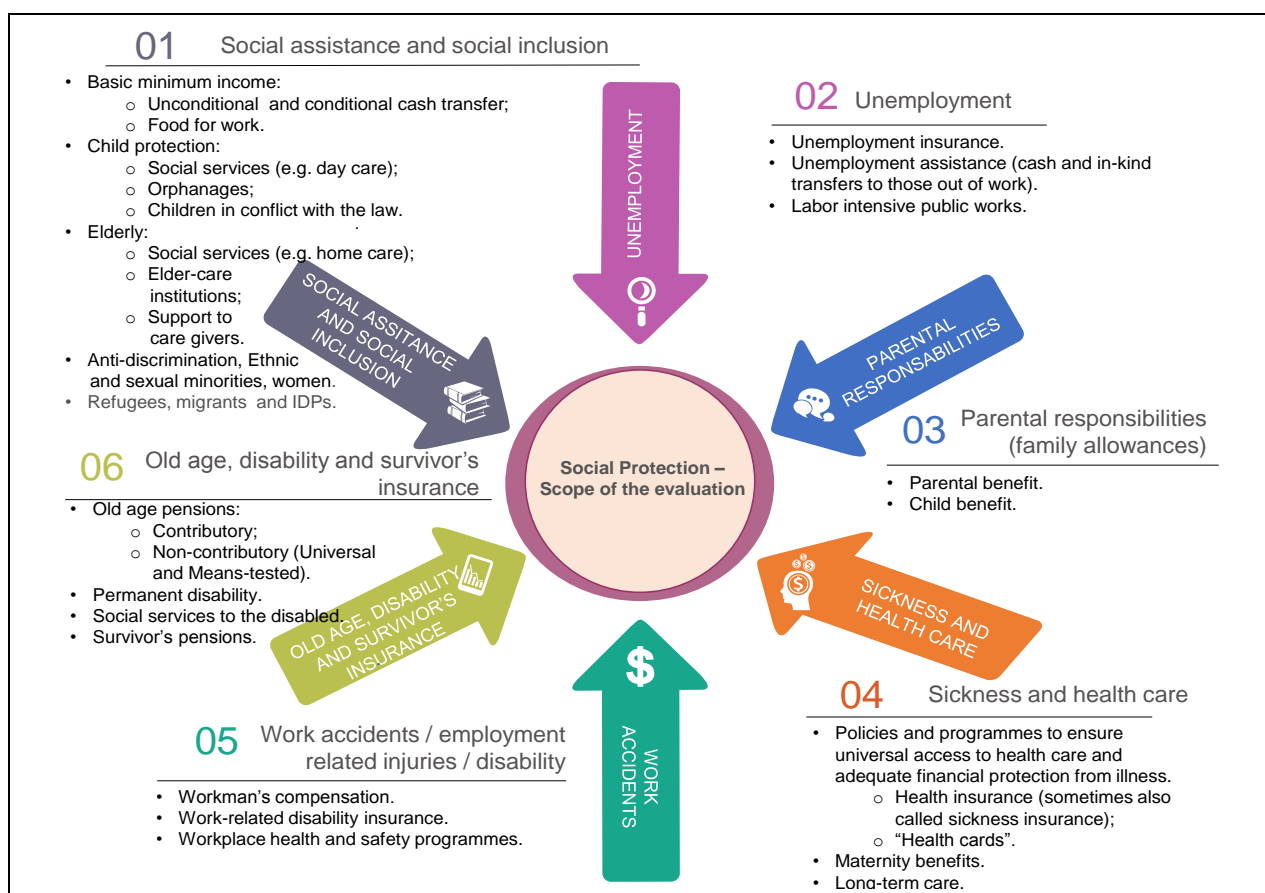 01 Social assistance and social inclusion
• Basic minimum income:
o Unconditional and conditional cash transfer;
o Food for work.
• Child protection:
o Social services (e.g. day care);
o Orphanages;
o Children in conflict with the law.
• Elderly:
o Social services (e.g. home care);
o Elder-care
institutions;
o Support to
care givers.
• Anti-discrimination, Ethnic
and sexual minorities, women.
• Refugees, migrants and IDPs.
SOCIAL ASSITANCE
AND SOCIAL
INCLUSION
UNEMPLOYMENT
02 Unemployment
• Unemployment insurance.
• Unemployment assistance (cash and in-kind
transfers to those out of work).
• Labor intensive public works.
PARENTAL
RESPONSABILITIES
03 Parental responsibilities
(family allowances)
• Parental benefit.
• Child benefit.
Social Protection –
Scope of the evaluation
SICKNESS AND
HEALTH CARE
04 Sickness and health care
• Policies and programmes to ensure
universal access to health care and
adequate financial protection from illness.
o Health insurance (sometimes also
called sickness insurance);
o “Health cards”.
• Maternity benefits.
• Long-term care.
$
WORK
ACCIDENTS
05 Work accidents / employment
related injuries / disability
• Workman’s compensation.
• Work-related disability insurance.
• Workplace health and safety programmes.
06 Old age, disability and survivor’s
insurance
• Old age pensions:
o Contributory;
o Non-contributory (Universal
and Means-tested).
• Permanent disability.
• Social services to the disabled.
• Survivor’s pensions.
OLD AGE, DISABILITY
AND SURVIVOR’S
INSURANCE